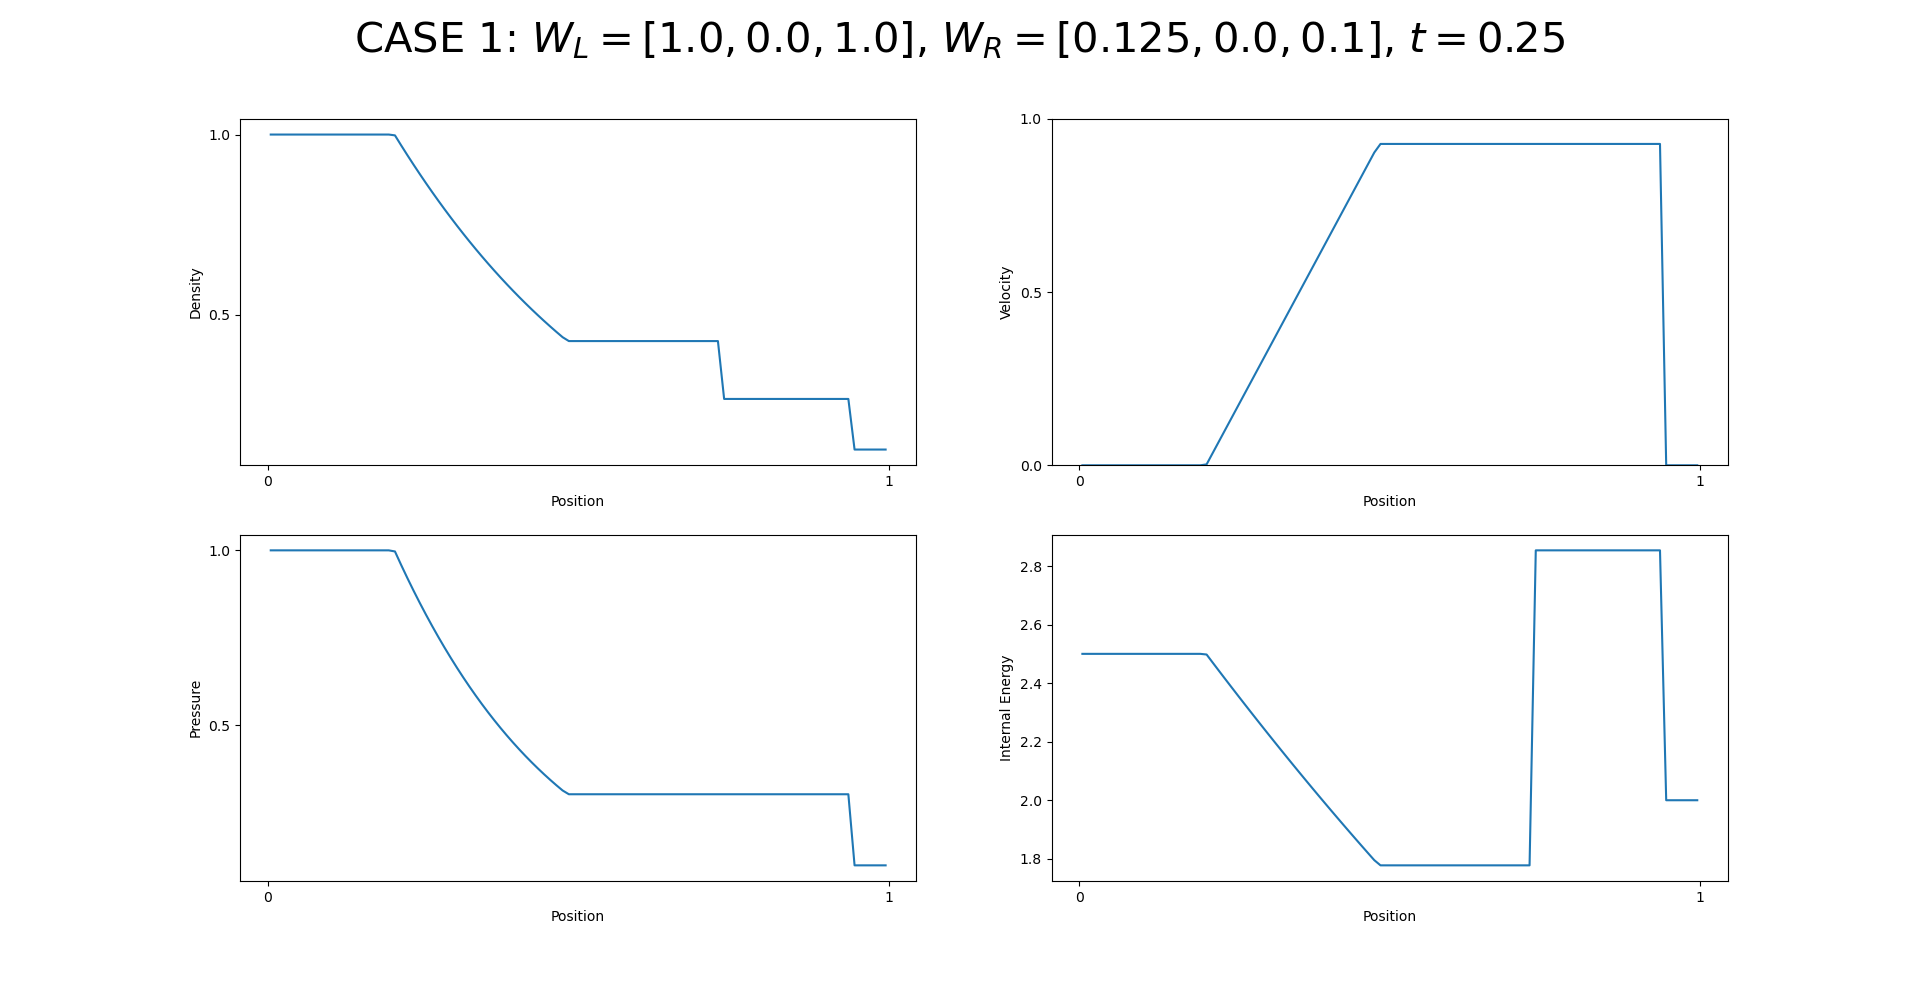 CASE 1: W_L = [1.0, 0.0, 1.0], W_R = [0.125, 0.0, 0.1], t = 0.25
1.0
0.5
Density
0
1
Position
1.0
0.5
0.0
Velocity
0
1
Position
1.0
0.5
Pressure
0
1
Position
2.8
2.6
2.4
2.2
2.0
1.8
Internal Energy
0
1
Position